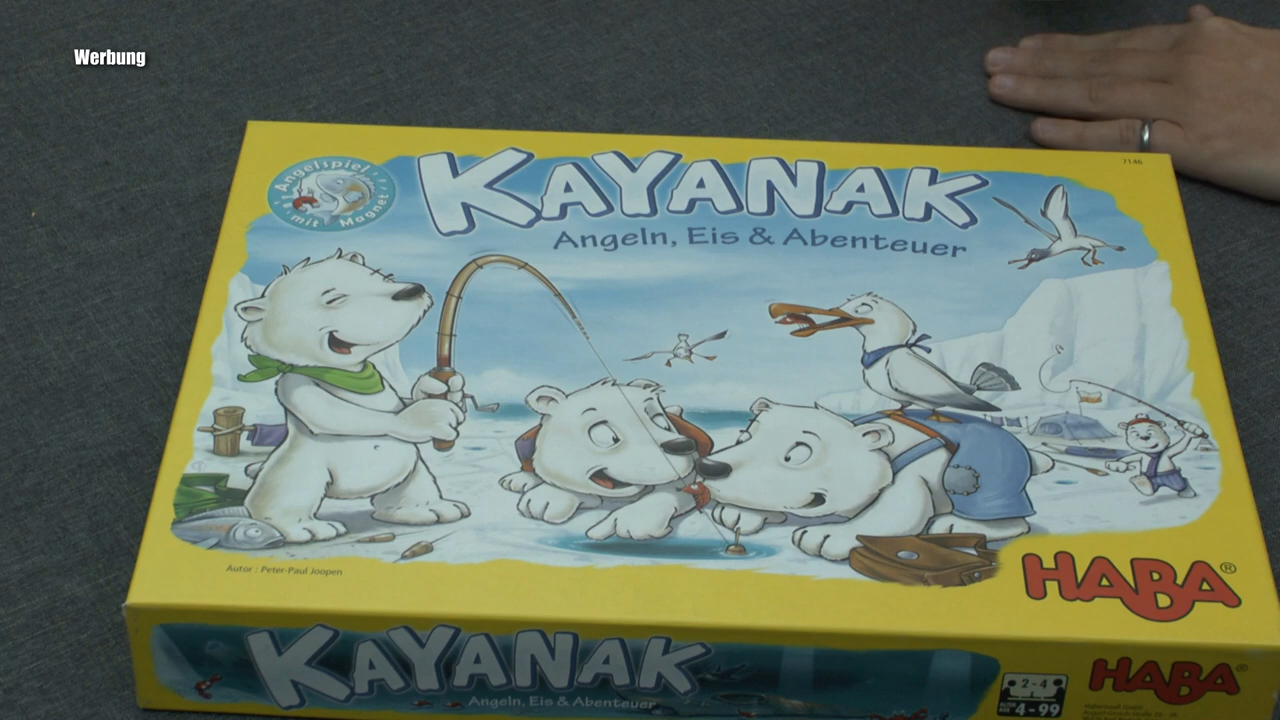 Werbung
7146
Angelspiel
mit Magnet
KAYANAK
Angeln, Eis & Abenteuer
Autor : Peter-Paul Joopen
HABA®
KAYANAK
Angeln, Eis & Abenteuer
2-4
4-99
HABA®